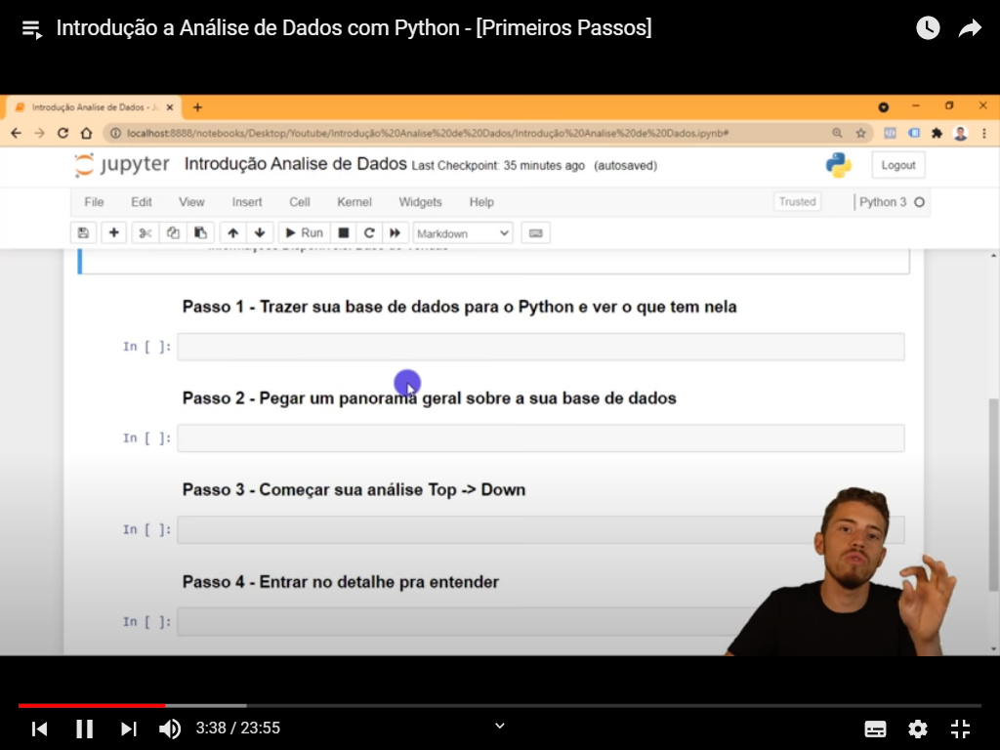 Introdução a Análise de Dados com Python - [Primeiros Passos]
Introdução Analise de Dados - Ju
localhost:8888/notebooks/Desktop/Youtube/Introdução%20Analise%20de%20Dados/Introdução%20Analise%20de%20Dados.ipynb#
jupyter Introdução Analise de Dados Last Checkpoint: 35 minutes ago (autosaved)
Logout
File Edit View Insert Cell Kernel Widgets Help
Trusted
Python 3
Run
Markdown
Passo 1 - Trazer sua base de dados para o Python e ver o que tem nela
In [ ]:
Passo 2 - Pegar um panorama geral sobre a sua base de dados
In [ ]:
Passo 3 - Começar sua análise Top -> Down
In [ ]:
Passo 4 - Entrar no detalhe pra entender
In [ ]:
3:38 / 23:55